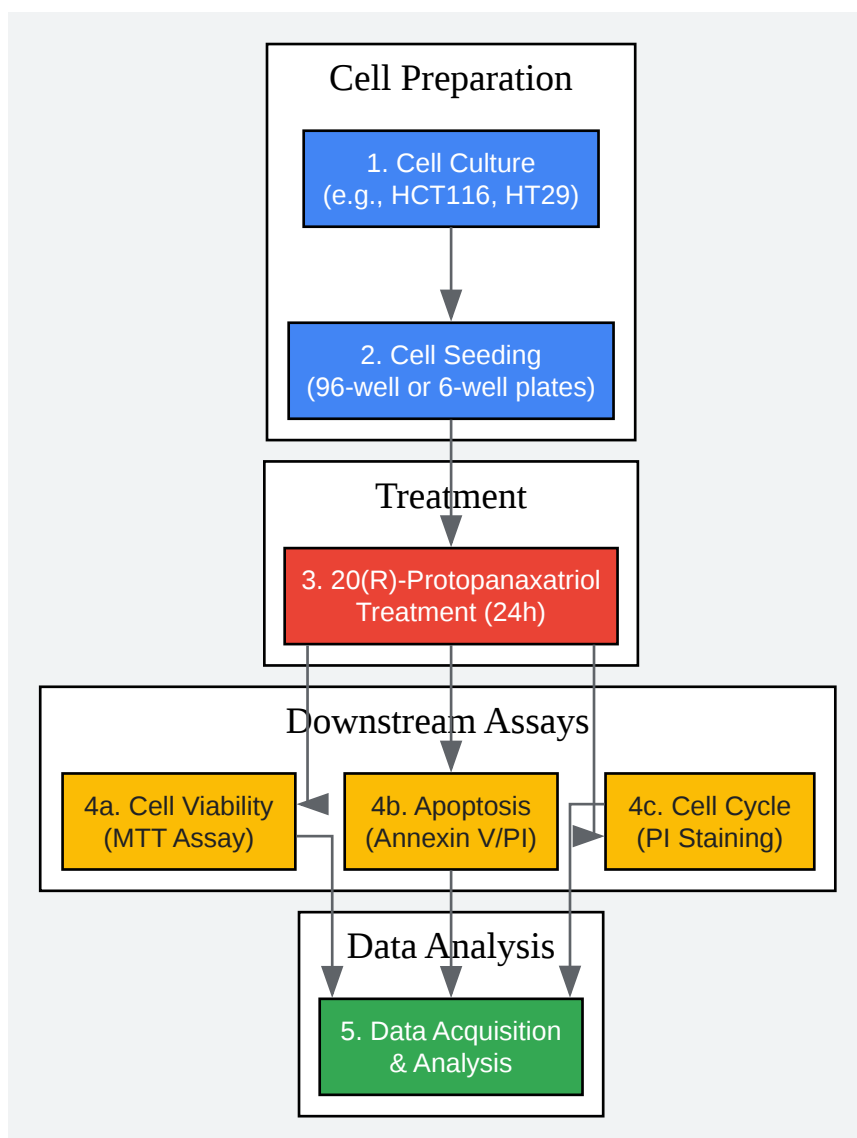 Cell Preparation
1. Cell Culture
(e.g., HCT116, HT29)
2. Cell Seeding
(96-well or 6-well plates)
Treatment
3. 20(R)-Protopanaxatriol
Treatment (24h)
Downstream Assays
4a. Cell Viability
(MTT Assay)
4b. Apoptosis
(Annexin V/PI)
4c. Cell Cycle
(PI Staining)
Data Analysis
5. Data Acquisition
& Analysis